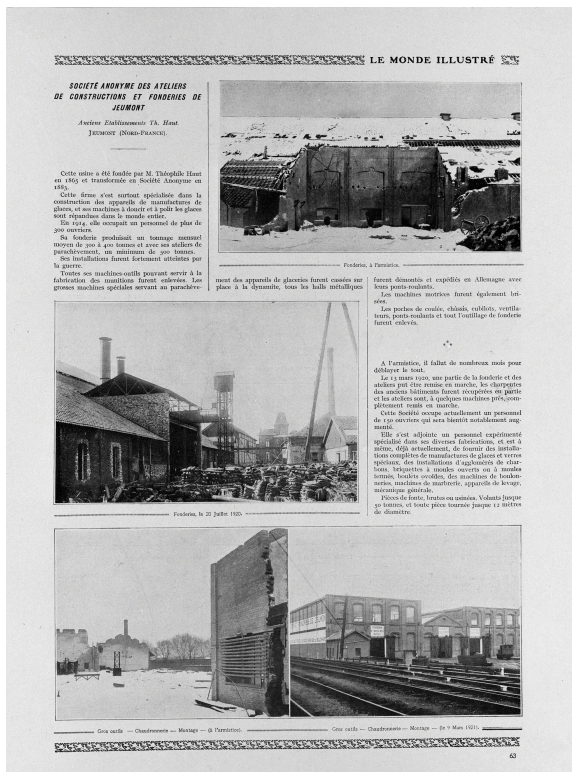 LE MONDE ILLUSTRÉ
SOCIÉTÉ ANONYME DES ATELIERS
DE CONSTRUCTIONS ET FONDERIES DE
JEUMONT
Anciens Etablissements Th. Haut.
JEUMONT (NORD-FRANCE).
Cette usine a été fondée par M. Théophile Haut
en 1865 et transformée en Société Anonyme en
1883.
Cette firme s'est surtout spécialisée dans la
construction des appareils de manufactures de
glaces, et ses machines à doucir et à polir les glaces
sont répandues dans le monde entier.
En 1914, elle occupait un personnel de plus de
300 ouvriers.
Sa fonderie produisait un tonnage mensuel
moyen de 300 à 400 tonnes et avec ses ateliers de
parachèvement, un minimum de 300 tonnes.
Ses installations furent fortement atteintes par
la guerre.
Toutes ses machines-outils pouvant servir à la
fabrication des munitions furent enlevées. Les
grosses machines spéciales servant au parachève-
Fonderies, à l'armistice.
ment des appareils de glaceries furent cassées sur
place à la dynamite, tous les halls métalliques
furent démontés et expédiés en Allemagne avec
leurs ponts-roulants.
Les machines motrices furent également bri-
sées.
Les poches de coulée, châssis, cubilots, ventila-
teurs, ponts-roulants et tout l'outillage de fonderie
furent enlevés.
A l'armistice, il fallut de nombreux mois pour
déblayer le tout.
Le 13 mars 1920, une partie de la fonderie et des
ateliers put être remise en marche, les charpentes
des anciens bâtiments furent récupérées en partie
et les ateliers sont, à quelques machines près, com-
plètement remis en marche.
Cette Société occupe actuellement un personnel
de 150 ouvriers qui sera bientôt notablement aug-
menté.
Elle s'est adjointe un personnel expérimenté
spécialisé dans ses diverses fabrications, et est à
même, déjà actuellement, de fournir des installa-
tions complètes de manufactures de glaces et verres
spéciaux, des installations d'agglomérés de char-
bons, briquettes à moules ouverts ou à moules
fermés, boulets ovoïdes, des machines de boulon-
neries, machines de marbrerie, appareils de levage,
mécanique générale.
Pièces de fonte, brutes ou usinées. Volants jusque
30 tonnes, et toute pièce tournée jusque 12 mètres
de diamètre.
Fonderies, le 20 Juillet 1920.
Gros outils — Chaudronnerie — Montage — (à l'armistice).
Gros outils — Chaudronnerie — Montage — (le 9 Mars 1921).
63